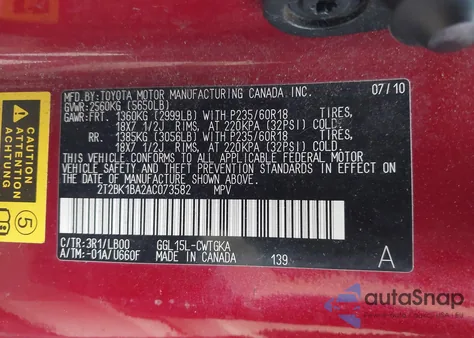 MFD. BY: TOYOTA MOTOR MANUFACTURING CANADA INC. 07/10
GVWR: 2560KG (5650LB)
GAWR: FRT. 1360KG (2999LB) WITH P235/60R18 TIRES,
18X7 1/2J RIMS, AT 220KPA (32PSI) COLD.
RR. 1385KG (3056LB) WITH P235/60R18 TIRES,
18X7 1/2J RIMS, AT 220KPA (32PSI) COLD.
THIS VEHICLE CONFORMS TO ALL APPLICABLE FEDERAL MOTOR
VEHICLE SAFETY, BUMPER, AND THEFT PREVENTION STANDARDS
IN EFFECT ON THE DATE OF MANUFACTURE SHOWN ABOVE.
2T2BK1BA2AC073582 MPV
C/TR: 3R1/LB00 GGL15L-CWTGKA
A/TM: -01A/U660F MADE IN CANADA 139 A
5
autoSnap